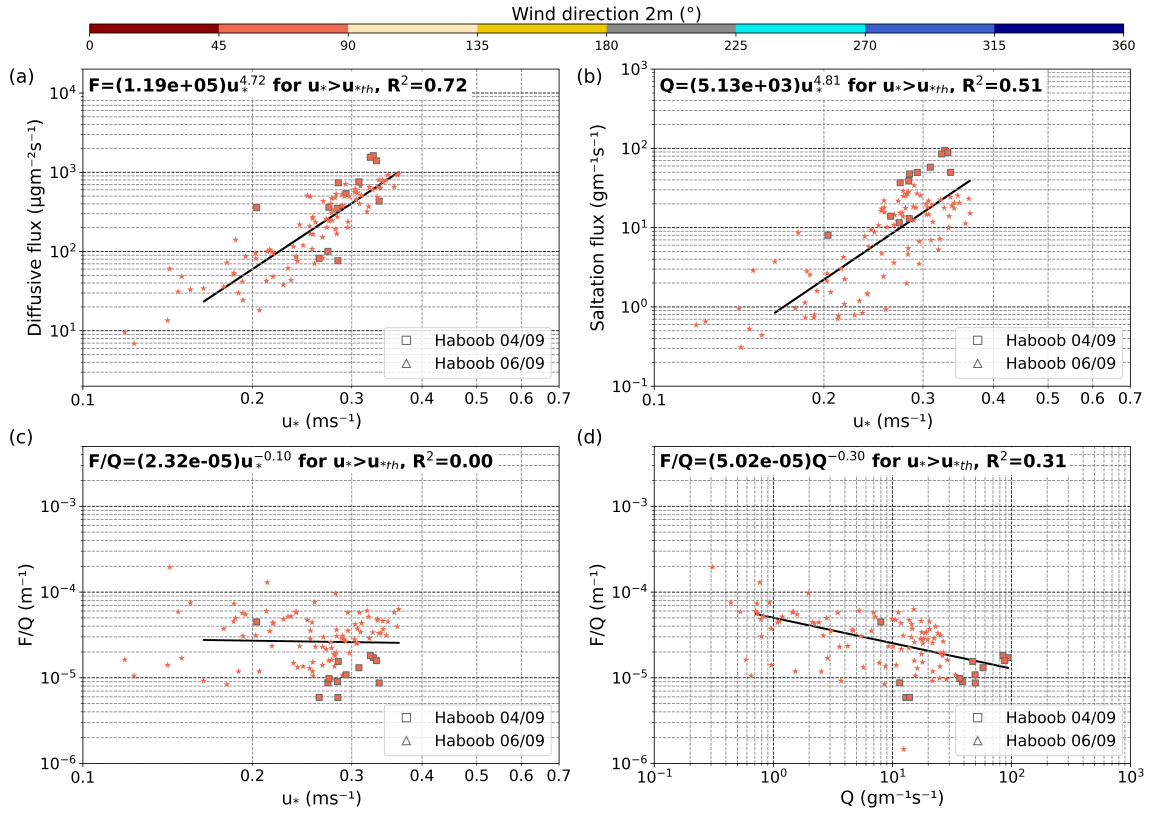 Wind direction 2m (°)
0 45 90 135 180 225 270 315 360
(a)
F=(1.19e+05)u*^4.72 for u*>u*th, R²=0.72
10⁴
10³
10²
10¹
Diffusive flux (μgm⁻²s⁻¹)
Haboob 04/09
Haboob 06/09
0.1 0.2 0.3 0.4 0.5 0.6 0.7
u* (ms⁻¹)
(b)
Q=(5.13e+03)u*^4.81 for u*>u*th, R²=0.51
10³
10²
10¹
10⁰
10⁻¹
Saltation flux (gm⁻¹s⁻¹)
Haboob 04/09
Haboob 06/09
0.1 0.2 0.3 0.4 0.5 0.6 0.7
u* (ms⁻¹)
(c)
F/Q=(2.32e-05)u*^−0.10 for u*>u*th, R²=0.00
10⁻³
10⁻⁴
10⁻⁵
10⁻⁶
F/Q (m⁻¹)
Haboob 04/09
Haboob 06/09
0.1 0.2 0.3 0.4 0.5 0.6 0.7
u* (ms⁻¹)
(d)
F/Q=(5.02e-05)Q^−0.30 for u*>u*th, R²=0.31
10⁻³
10⁻⁴
10⁻⁵
10⁻⁶
F/Q (m⁻¹)
Haboob 04/09
Haboob 06/09
10⁻¹ 10⁰ 10¹ 10² 10³
Q (gm⁻¹s⁻¹)